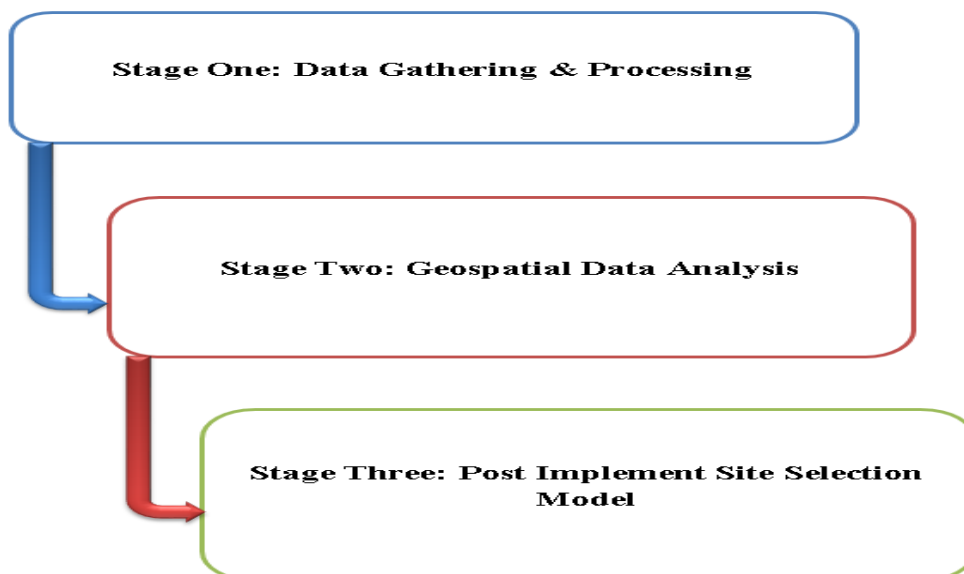 Stage One: Data Gathering & Processing
Stage Two: Geospatial Data Analysis
Stage Three: Post Implement Site Selection
Model